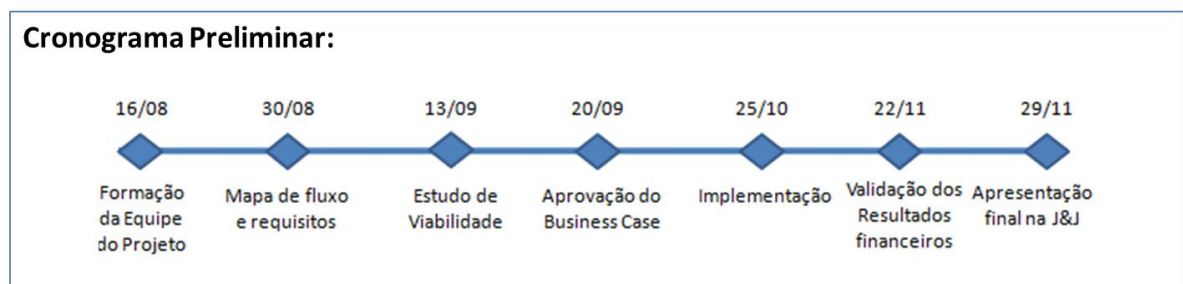 Cronograma Preliminar:
16/08
30/08
13/09
20/09
25/10
22/11
29/11
Formação
da Equipe
do Projeto
Mapa de fluxo
e requisitos
Estudo de
Viabilidade
Aprovação do
Business Case
Implementação
Validação dos
Resultados
financeiros
Apresentação
final na J&J